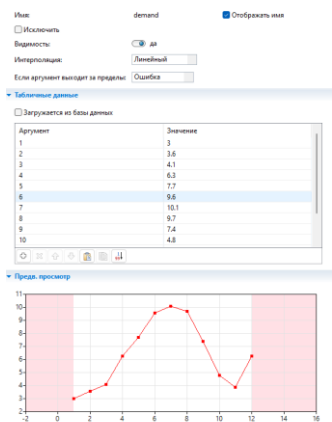 Имя: demand Отображать имя
Исключить
Видимость: да
Интерполяция: Линейный
Если аргумент выходит за пределы: Ошибка
Табличные данные
Загружается из базы данных
Аргумент Значение
1 3
2 3.6
3 4.1
4 6.3
5 7.7
6 9.6
7 10.1
8 9.7
9 7.4
10 4.8
Предв. просмотр
11
10
9
8
7
6
5
4
3
2
-2 0 2 4 6 8 10 12 14 16